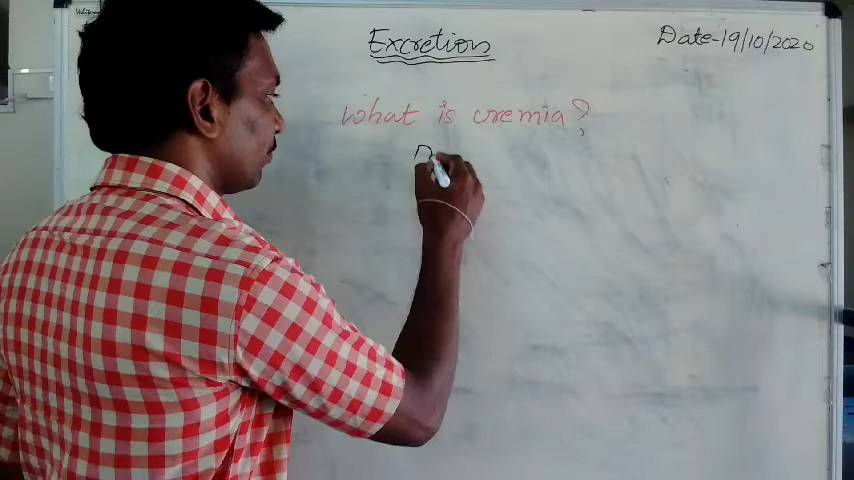 Excretion
Date-19/10/2020
What is uremia?